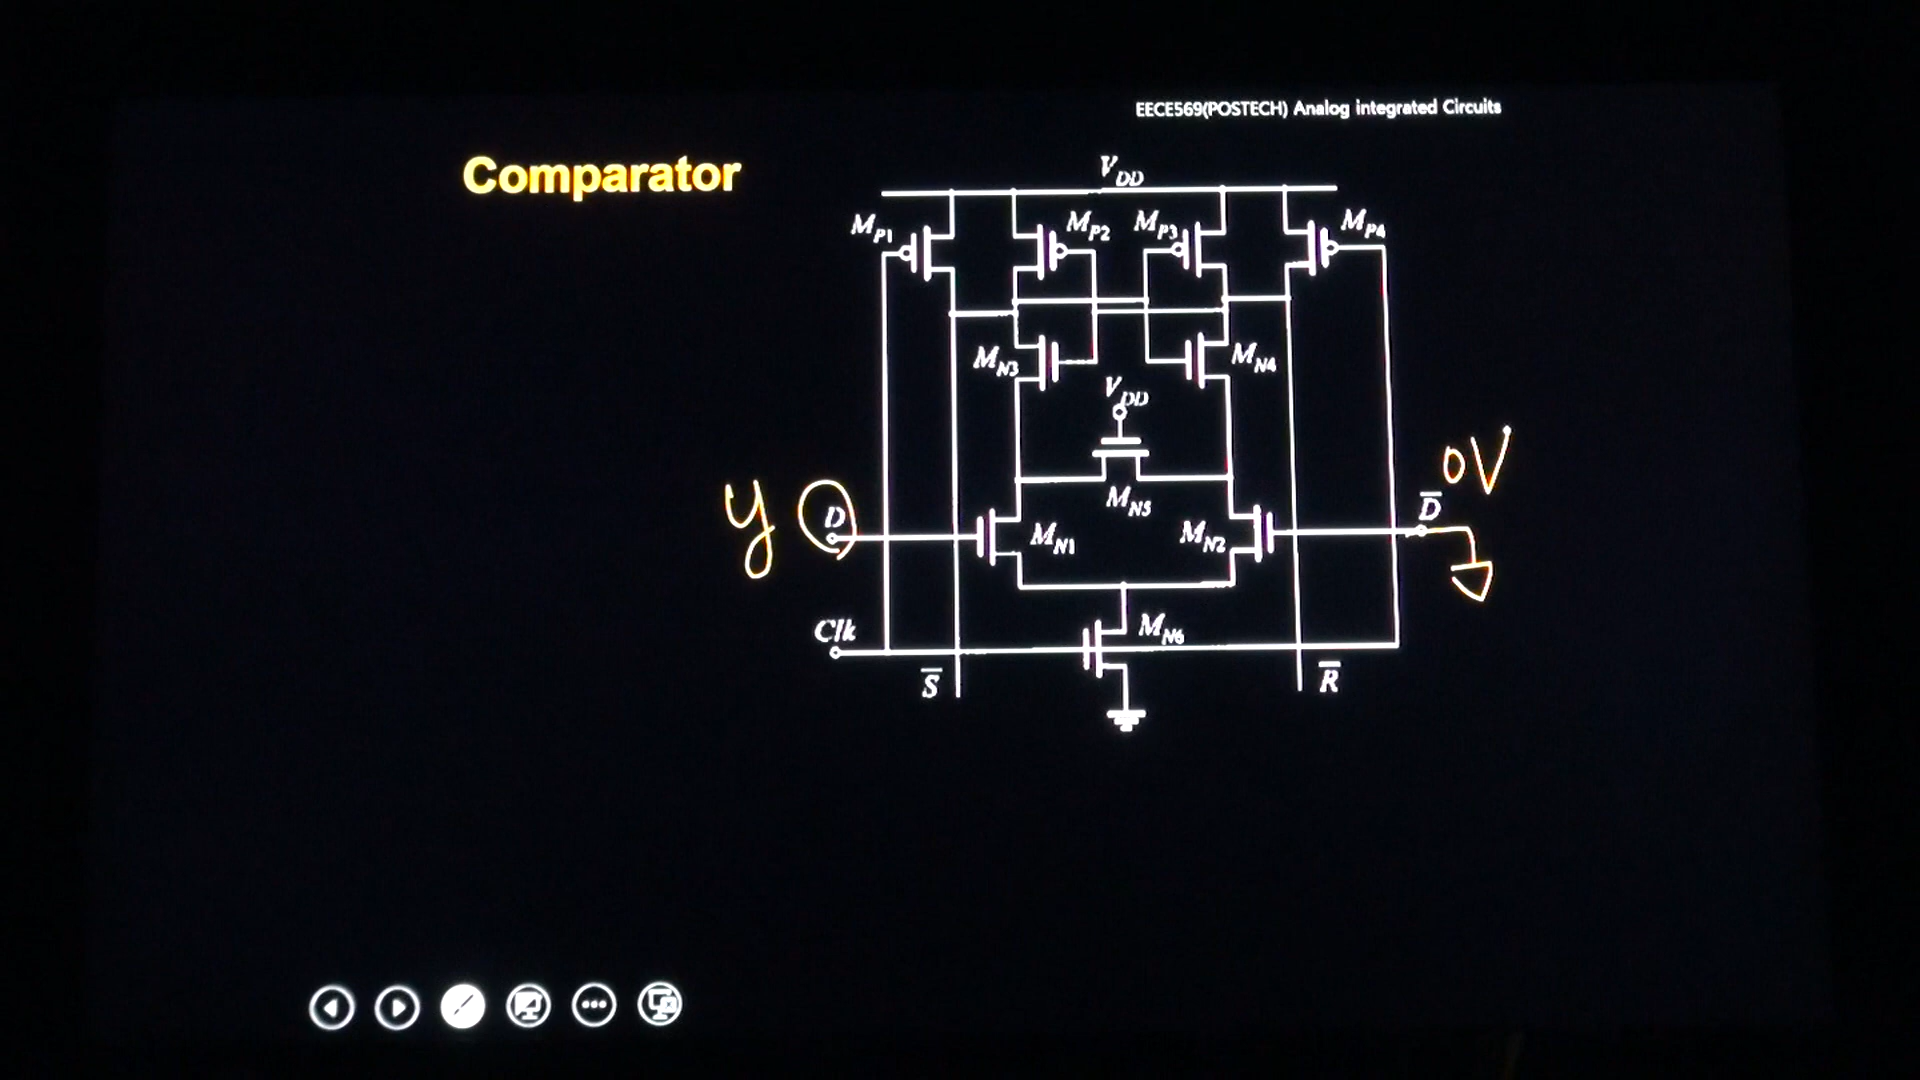 EECE569(POSTECH) Analog integrated Circuits
Comparator
V_DD
M_P1
M_P2
M_P3
M_P4
M_N3
M_N4
V_DD
0V
y
D
M_N5
D̅
M_N1
M_N2
Clk
M_N6
S̅
R̅